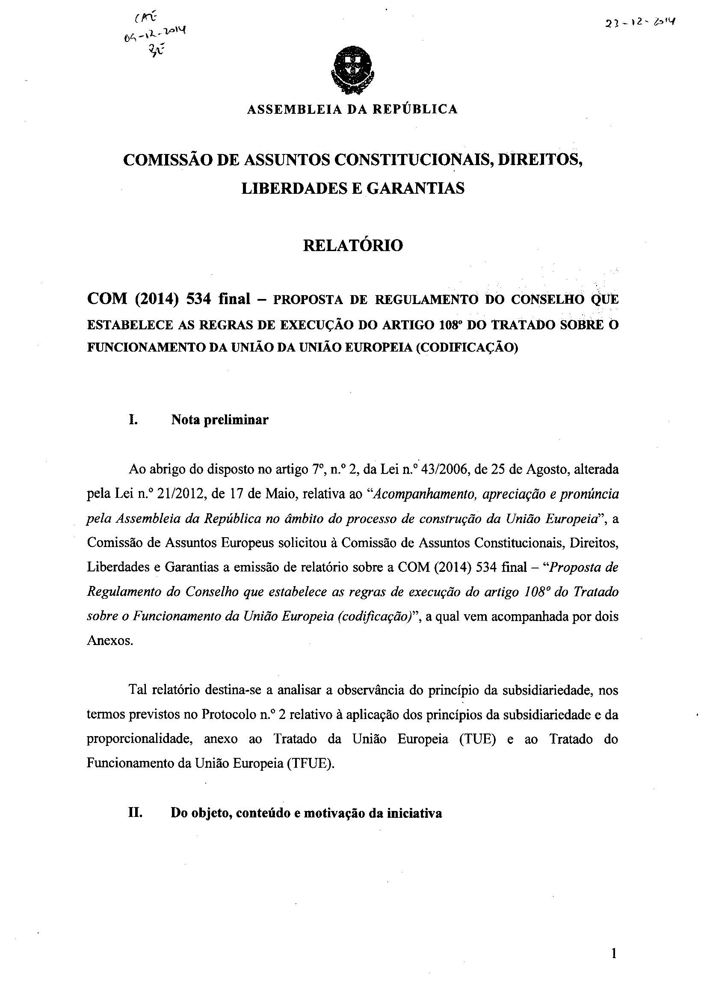 CAE
04-12-2014
23-12-2014
ASSEMBLEIA DA REPÚBLICA
COMISSÃO DE ASSUNTOS CONSTITUCIONAIS, DIREITOS,
LIBERDADES E GARANTIAS
RELATÓRIO
COM (2014) 534 final – PROPOSTA DE REGULAMENTO DO CONSELHO QUE
ESTABELECE AS REGRAS DE EXECUÇÃO DO ARTIGO 108º DO TRATADO SOBRE O
FUNCIONAMENTO DA UNIÃO DA UNIÃO EUROPEIA (CODIFICAÇÃO)
I. Nota preliminar
Ao abrigo do disposto no artigo 7º, n.º 2, da Lei n.º 43/2006, de 25 de Agosto, alterada
pela Lei n.º 21/2012, de 17 de Maio, relativa ao “Acompanhamento, apreciação e pronúncia
pela Assembleia da República no âmbito do processo de construção da União Europeia”, a
Comissão de Assuntos Europeus solicitou à Comissão de Assuntos Constitucionais, Direitos,
Liberdades e Garantias a emissão de relatório sobre a COM (2014) 534 final – “Proposta de
Regulamento do Conselho que estabelece as regras de execução do artigo 108º do Tratado
sobre o Funcionamento da União Europeia (codificação)”, a qual vem acompanhada por dois
Anexos.
Tal relatório destina-se a analisar a observância do princípio da subsidiariedade, nos
termos previstos no Protocolo n.º 2 relativo à aplicação dos princípios da subsidiariedade e da
proporcionalidade, anexo ao Tratado da União Europeia (TUE) e ao Tratado do
Funcionamento da União Europeia (TFUE).
II. Do objeto, conteúdo e motivação da iniciativa
1